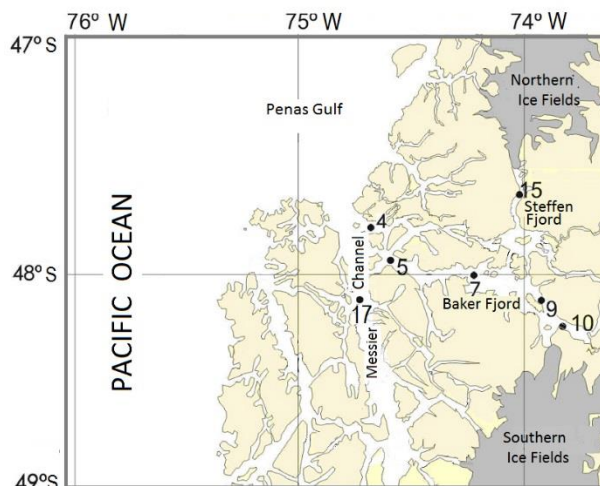 76° W
75° W
74° W
47° S
Northern
Ice Fields
Penas Gulf
15
Steffen
Fjord
4
Channel
5
48° S
7
Baker Fjord
9
17
10
Messier
PACIFIC OCEAN
Southern
Ice Fields
49° S